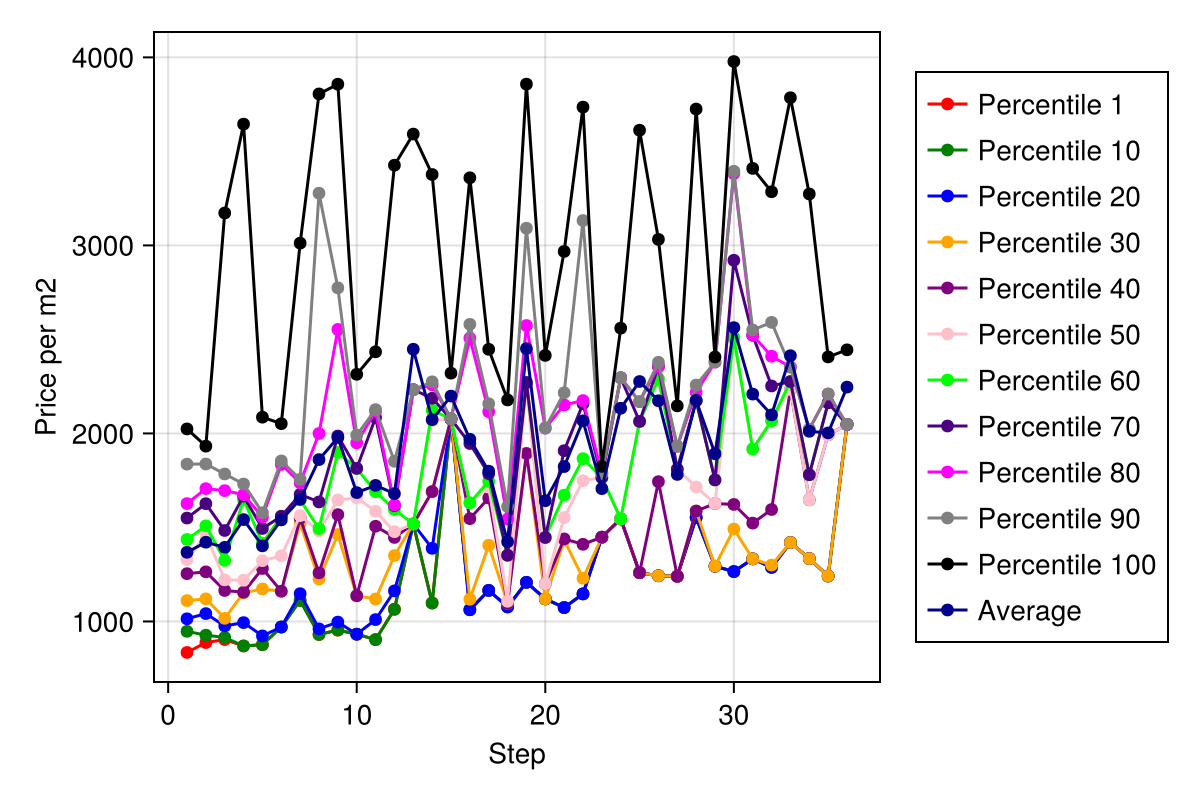 4000
3000
2000
1000
Price per m2
0
10
20
30
Step
Percentile 1
Percentile 10
Percentile 20
Percentile 30
Percentile 40
Percentile 50
Percentile 60
Percentile 70
Percentile 80
Percentile 90
Percentile 100
Average